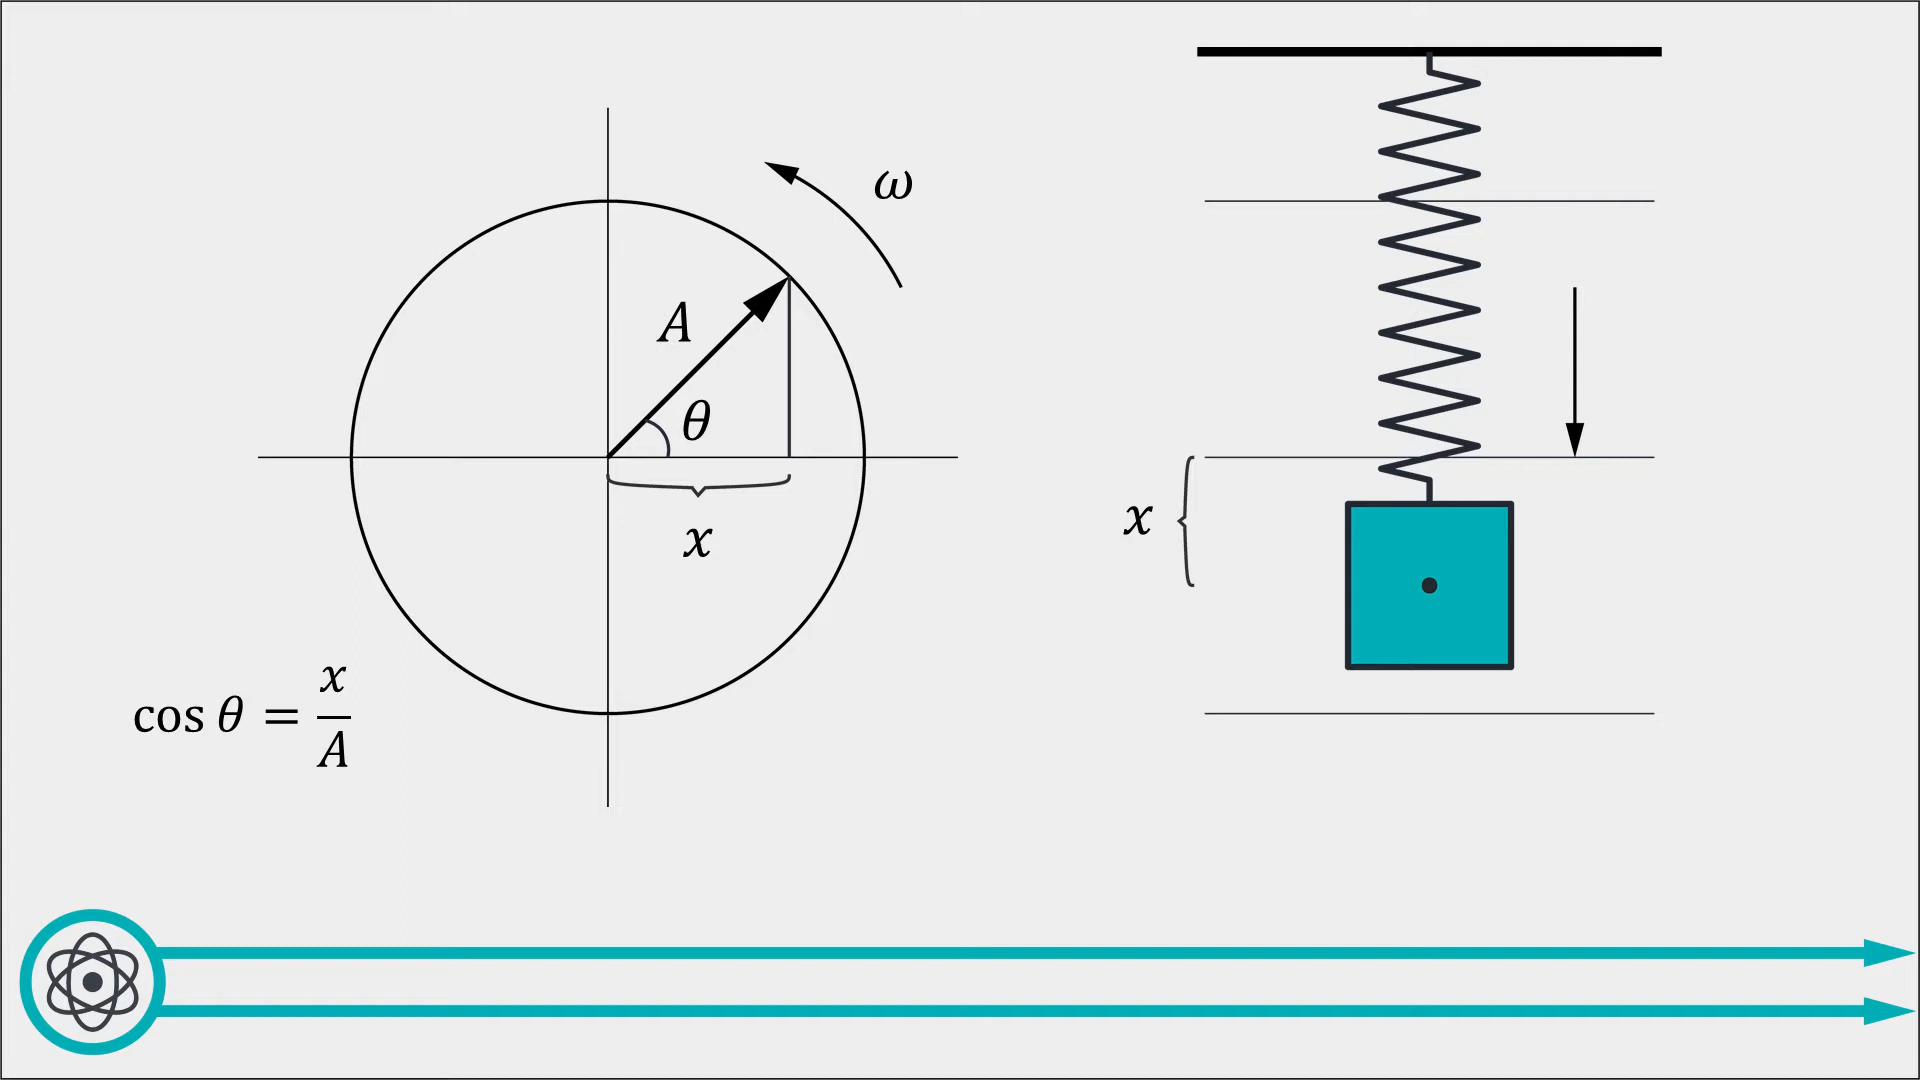 ω
A
θ
x
x
cos θ = x/A